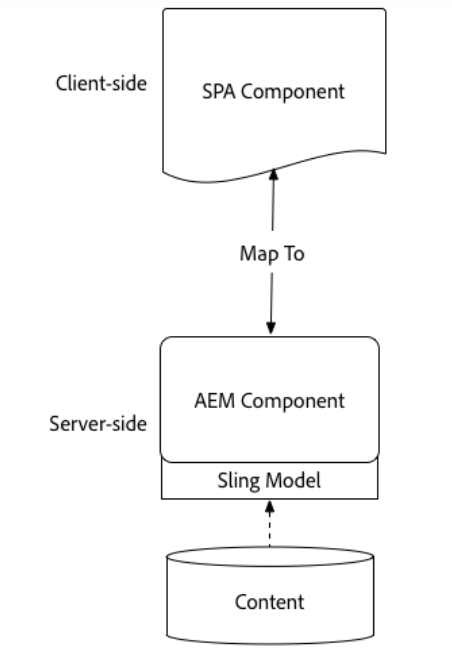 Client-side
SPA Component
Map To
AEM Component
Server-side
Sling Model
Content